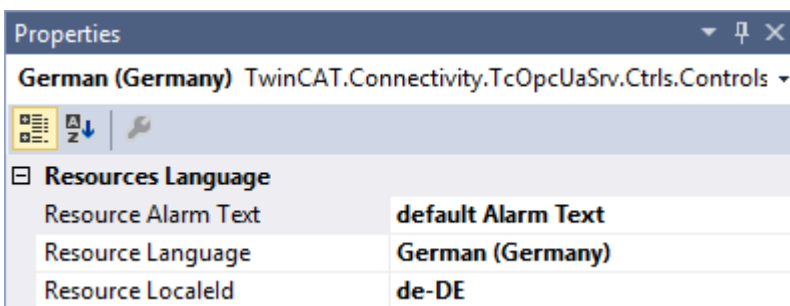 Properties
German (Germany) TwinCAT.Connectivity.TcOpcUaSrv.Ctrls.Controls
Resources Language
Resource Alarm Text default Alarm Text
Resource Language German (Germany)
Resource LocaleId de-DE